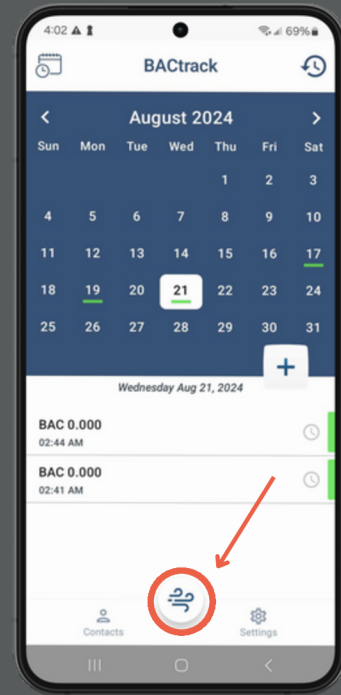 4:02 69%
BACtrack
August 2024
Sun Mon Tue Wed Thu Fri Sat
1 2 3
4 5 6 7 8 9 10
11 12 13 14 15 16 17
18 19 20 21 22 23 24
25 26 27 28 29 30 31
+
Wednesday Aug 21, 2024
BAC 0.000
02:44 AM
BAC 0.000
02:41 AM
Contacts Settings